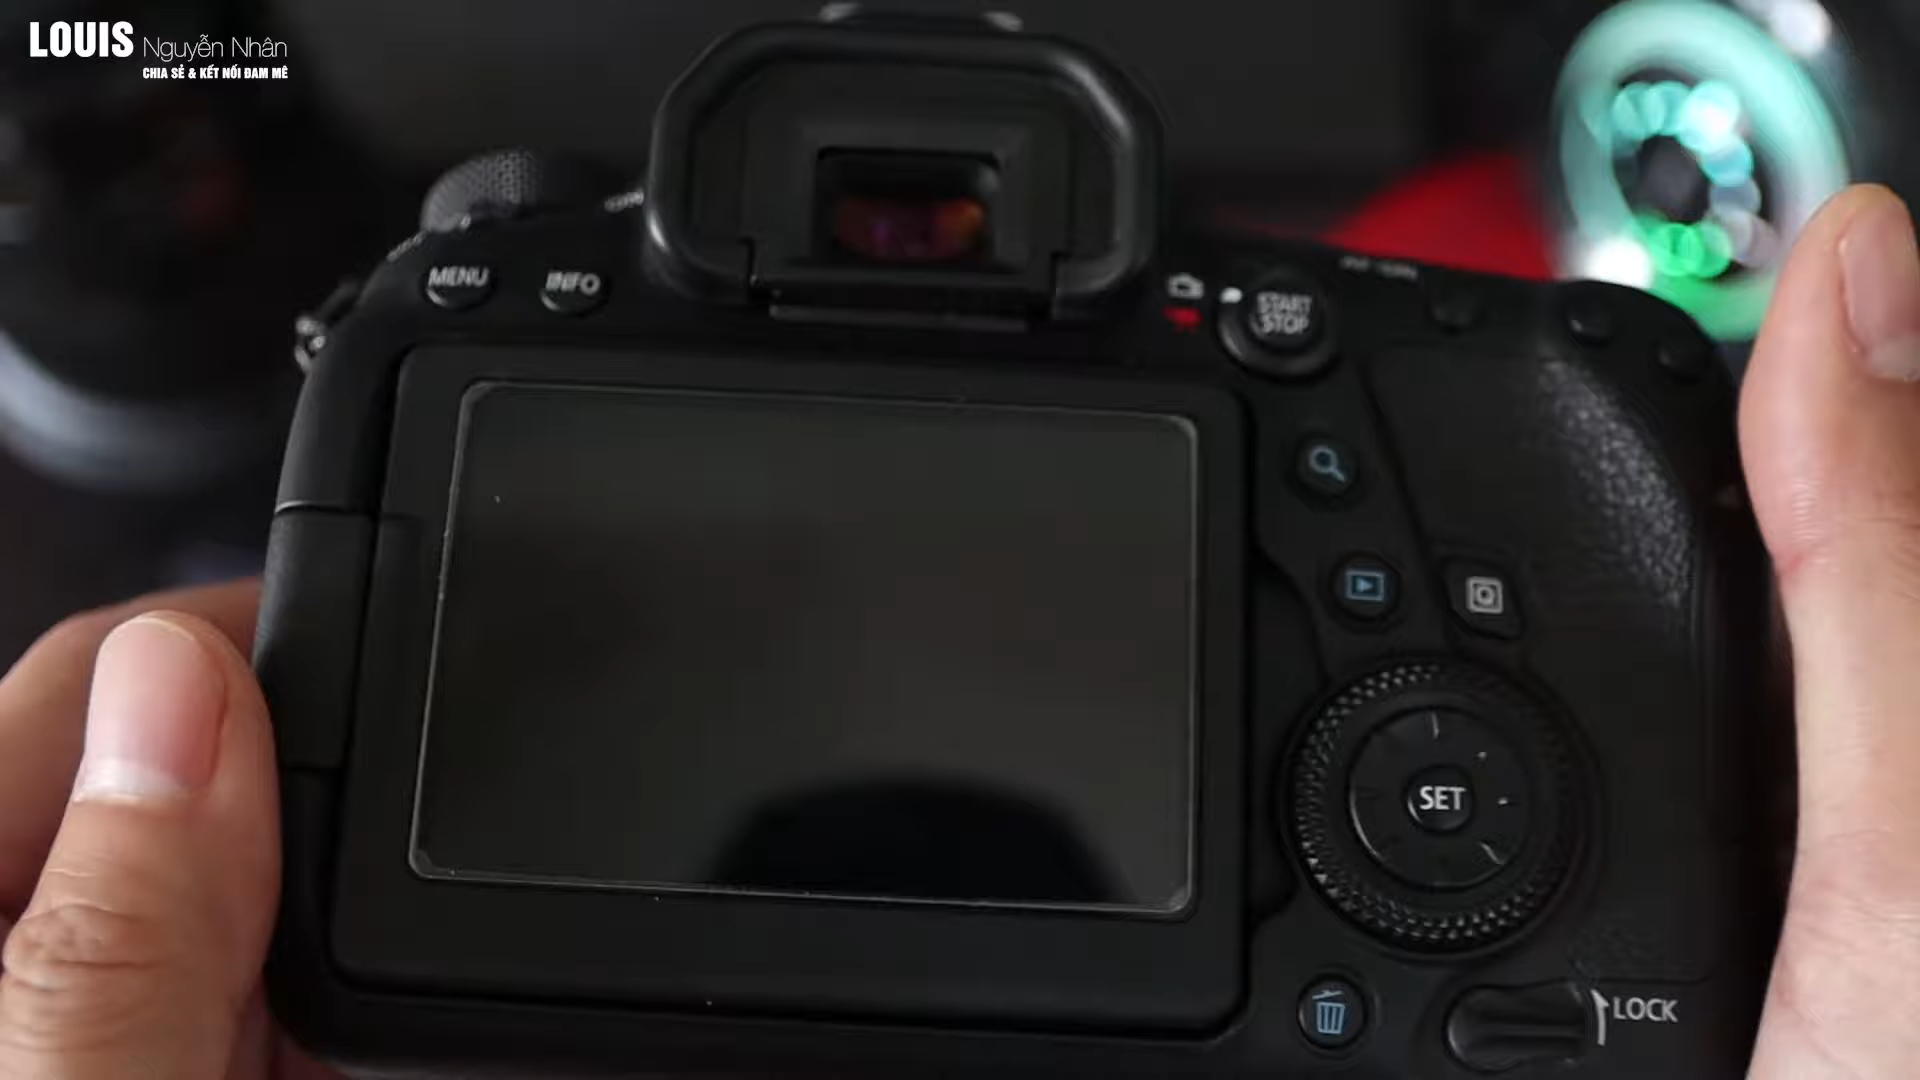 LOUIS Nguyễn Nhân
CHIA SẺ & KẾT NỐI ĐAM MÊ
MENU
INFO
START
STOP
Q
SET
LOCK